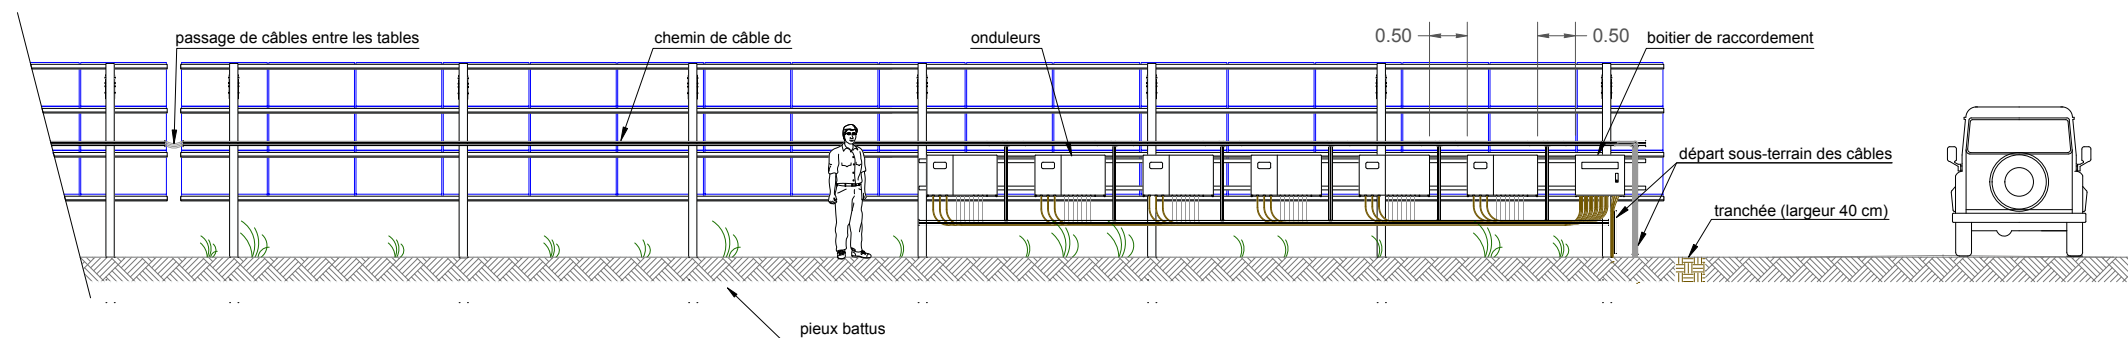 passage de câbles entre les tables
chemin de câble dc
onduleurs
0.50
0.50
boitier de raccordement
départ sous-terrain des câbles
tranchée (largeur 40 cm)
pieux battus